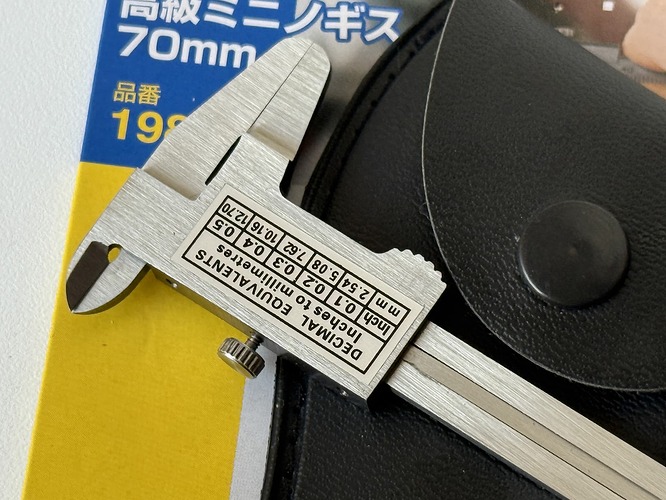 高級ミニノギス
70mm
品番
198
DECIMAL EQUIVALENTS
Inches to millimetres
Inch 0.1 0.2 0.3 0.4 0.5
mm 2.54 5.08 7.62 10.16 12.70